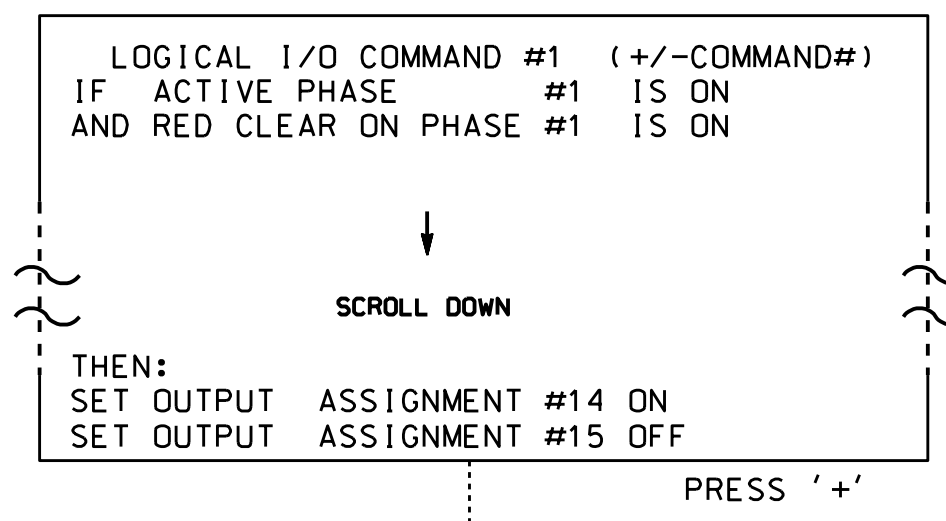 LOGICAL I/O COMMAND #1 (+/-COMMAND#)
IF ACTIVE PHASE #1 IS ON
AND RED CLEAR ON PHASE #1 IS ON
SCROLL DOWN
THEN:
SET OUTPUT ASSIGNMENT #14 ON
SET OUTPUT ASSIGNMENT #15 OFF
PRESS '+'